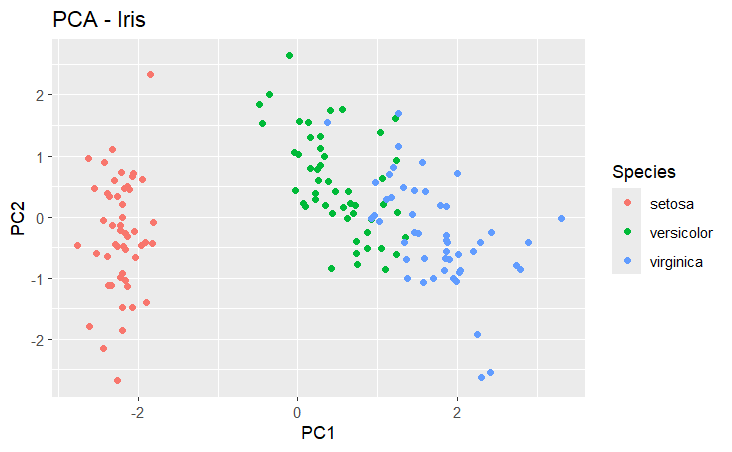 PCA - Iris
PC2
2
1
0
-1
-2
-2
0
2
PC1
Species
setosa
versicolor
virginica